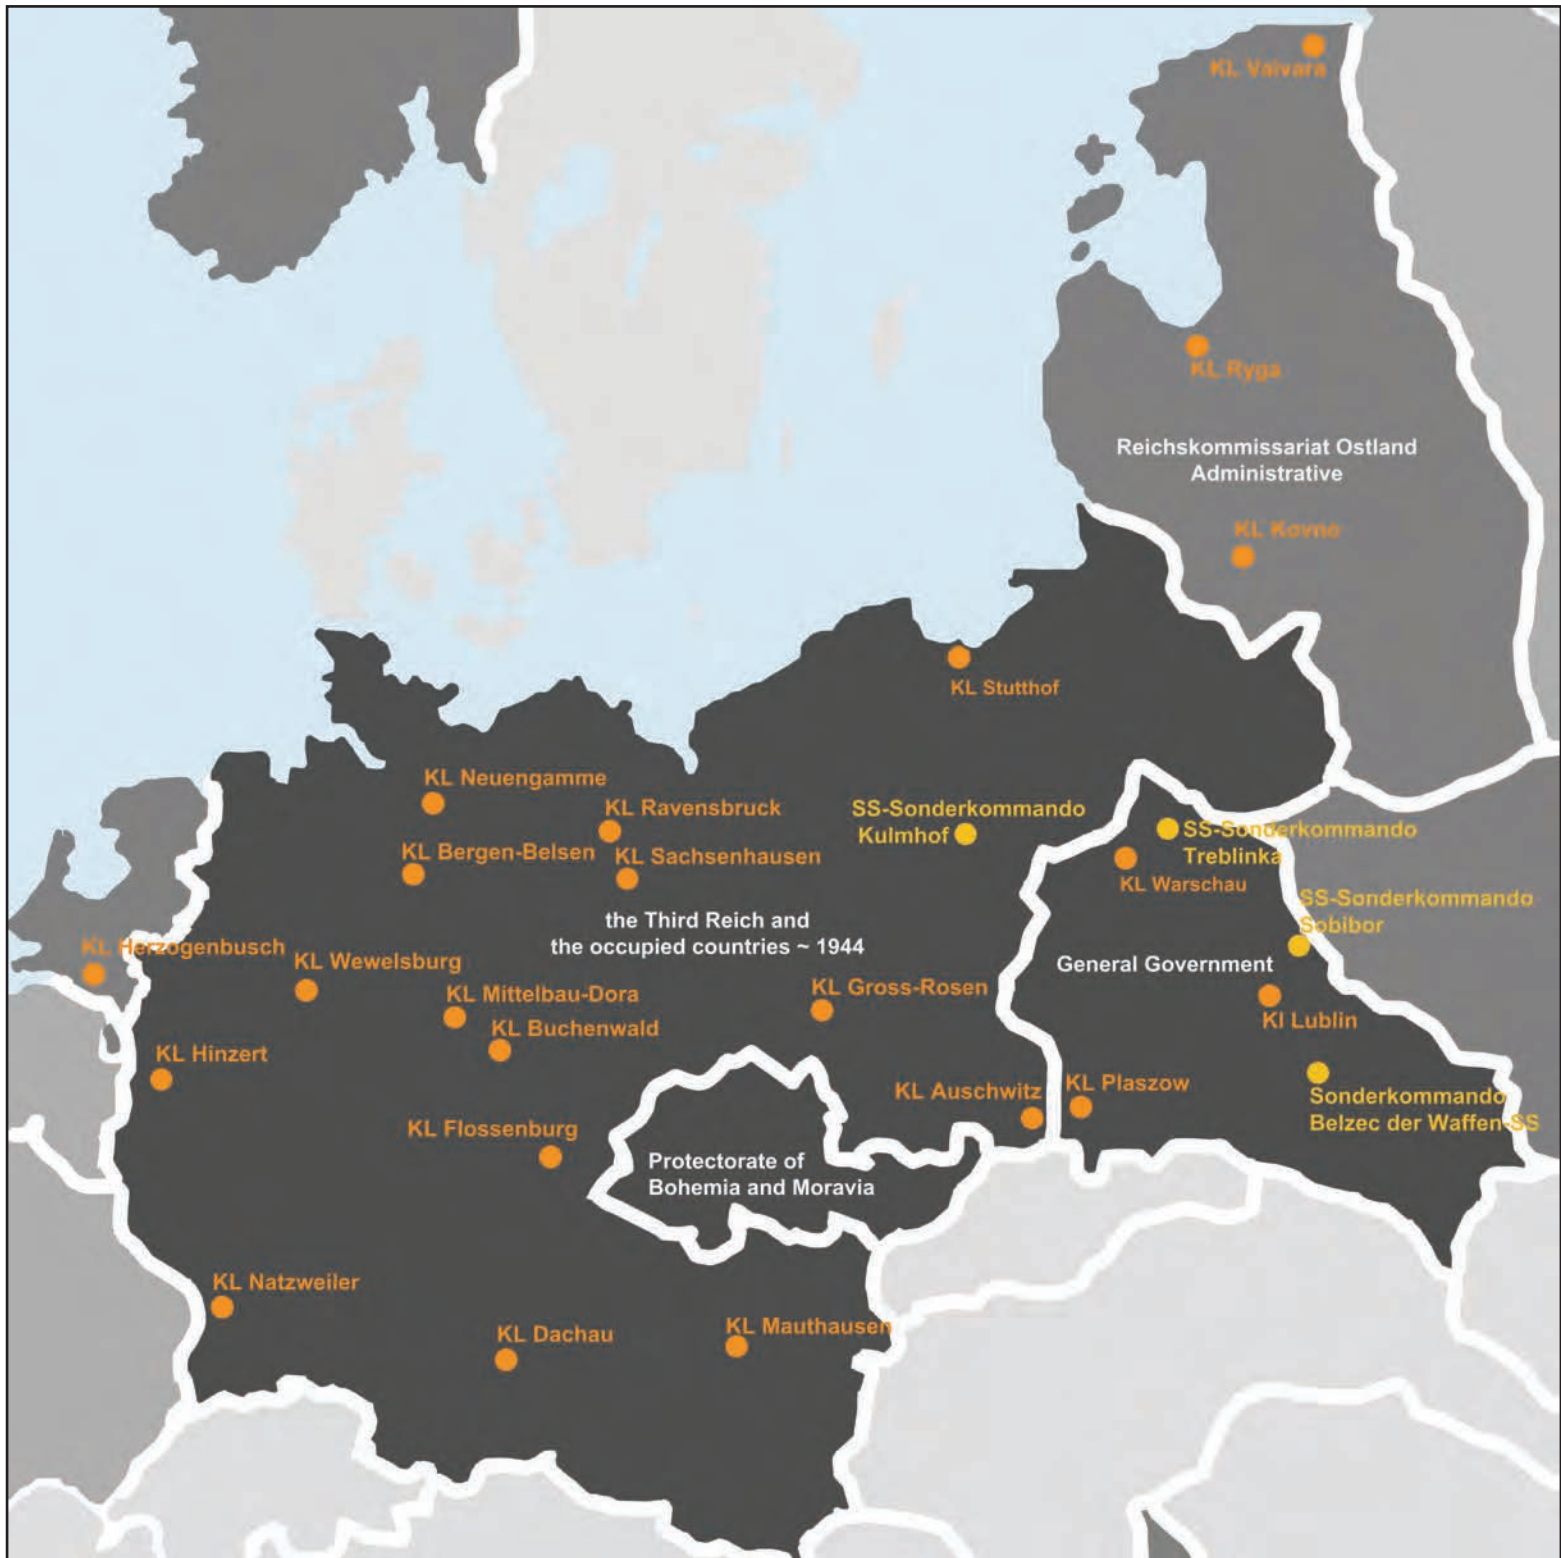 KL Vaivara
KL Ryga
Reichskommissariat Ostland
Administrative
KL Kovno
KL Stutthof
KL Neuengamme
KL Ravensbruck
SS-Sonderkommando
Kulmhof
SS-Sonderkommando
Treblinka
KL Bergen-Belsen
KL Sachsenhausen
KL Warschau
SS-Sonderkommando
Sobibor
the Third Reich and
the occupied countries ~ 1944
KL Herzogenbusch
KL Wewelsburg
General Government
KL Mittelbau-Dora
KL Gross-Rosen
KL Buchenwald
Kl Lublin
KL Hinzert
KL Auschwitz
KL Plaszow
Sonderkommando
Belzec der Waffen-SS
KL Flossenburg
Protectorate of
Bohemia and Moravia
KL Natzweiler
KL Dachau
KL Mauthausen